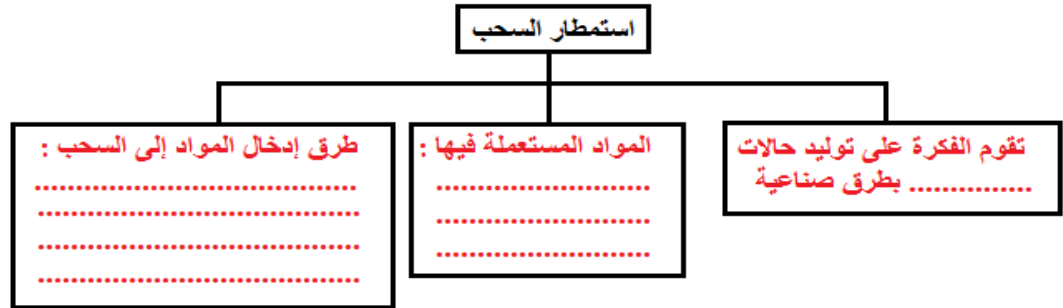 استمطار السحب
تقوم الفكرة على توليد حالات
............... بطرق صناعية
المواد المستعملة فيها :
..........................
..........................
..........................
طرق إدخال المواد إلى السحب :
.......................................
.......................................
.......................................
.......................................